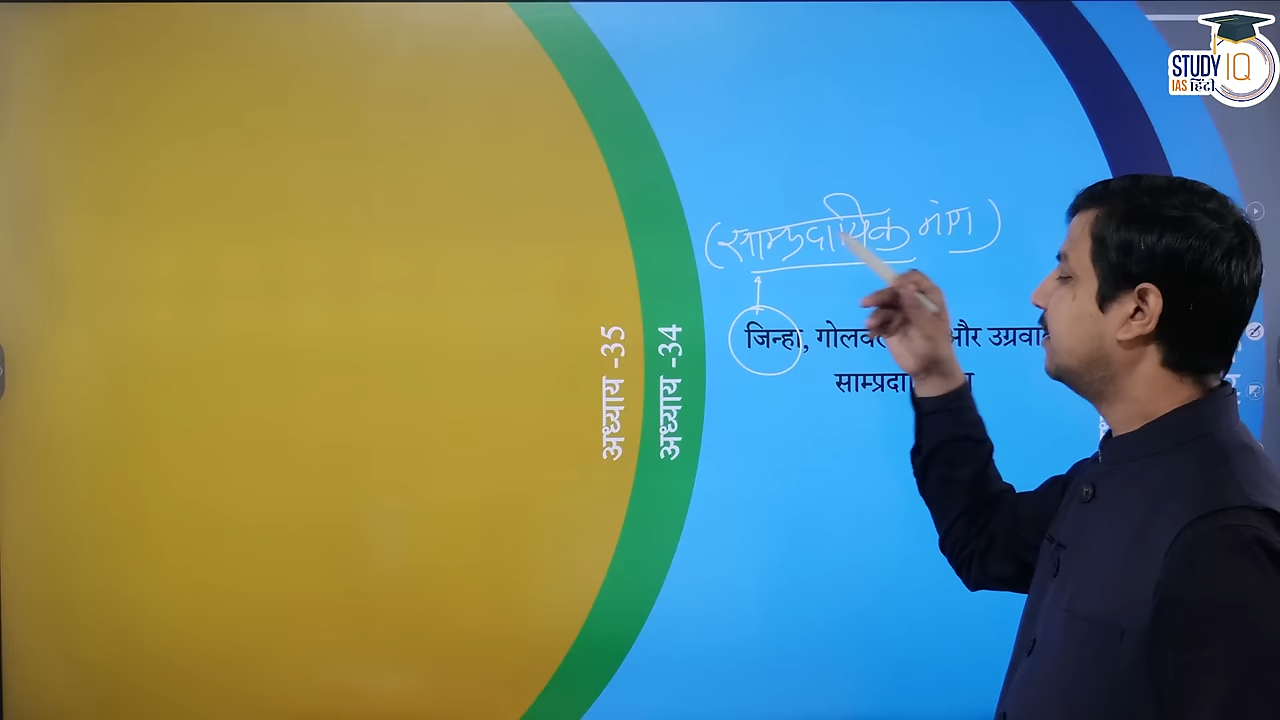 STUDY IQ
IAS हिंदी
(साम्प्रदायिक मांग)
जिन्हा, गोलव और उग्रवा
साम्प्रदा
अध्याय -35
अध्याय -34